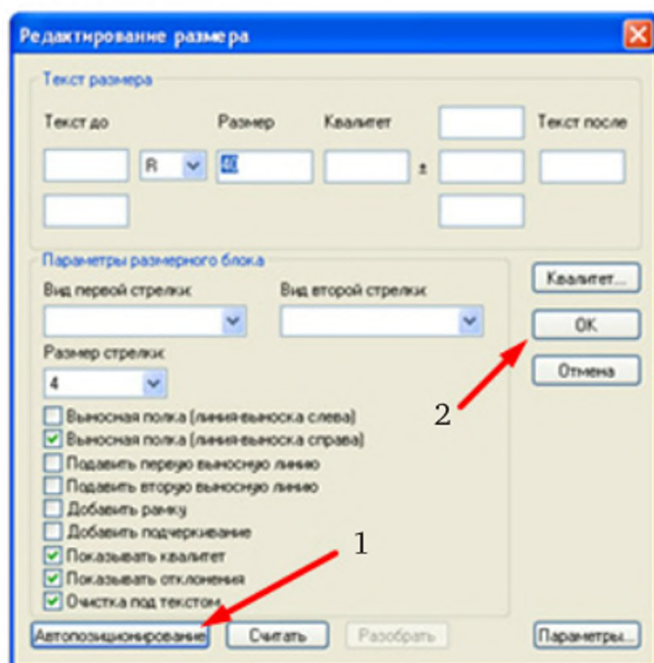 Редактирование размера
Текст размера
Текст до Размер Квалитет Текст после
R 40 ±
Параметры размерного блока
Вид первой стрелки: Вид второй стрелки:
Квалитет...
OK
Размер стрелки:
Отмена
4
2
Выносная полка (линия-выноска слева)
Выносная полка (линия-выноска справа)
Подавить первую выносную линию
Подавить вторую выносную линию
Добавить рамку
Добавить подчеркивание
1
Показывать квалитет
Показывать отклонения
Очистка под текстом
Автопозиционирование Считать Разобрать Параметры...